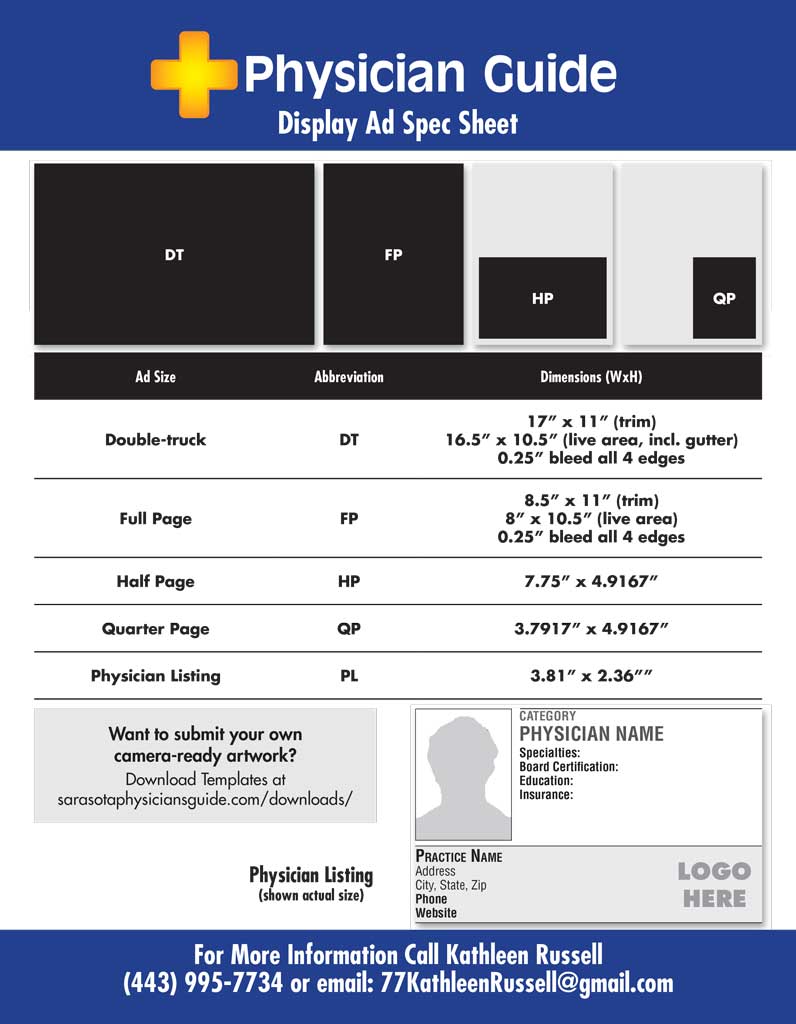 Physician Guide
Display Ad Spec Sheet
DT
FP
HP
QP
Ad Size
Abbreviation
Dimensions (WxH)
Double-truck
DT
17″ x 11″ (trim)
16.5″ x 10.5″ (live area, incl. gutter)
0.25″ bleed all 4 edges
Full Page
FP
8.5″ x 11″ (trim)
8″ x 10.5″ (live area)
0.25″ bleed all 4 edges
Half Page
HP
7.75″ x 4.9167″
Quarter Page
QP
3.7917″ x 4.9167″
Physician Listing
PL
3.81″ x 2.36″″
Want to submit your own
camera-ready artwork?
Download Templates at
sarasotaphysiciansguide.com/downloads/
Physician Listing
(shown actual size)
CATEGORY
PHYSICIAN NAME
Specialties:
Board Certification:
Education:
Insurance:
PRACTICE NAME
Address
City, State, Zip
Phone
Website
LOGO
HERE
For More Information Call Kathleen Russell
(443) 995-7734 or email: 77KathleenRussell@gmail.com